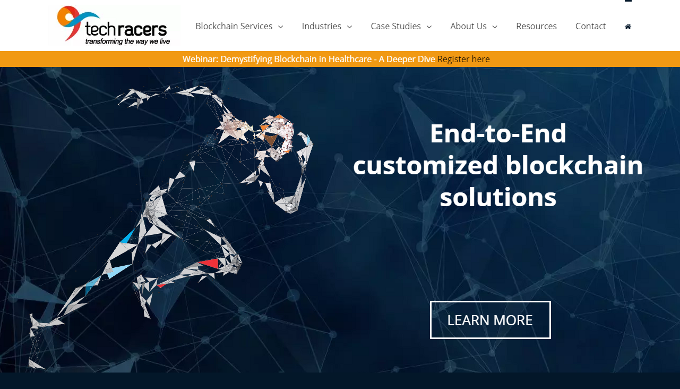 techracers
transforming the way we live
Blockchain Services
Industries
Case Studies
About Us
Resources
Contact
Webinar: Demystifying Blockchain In Healthcare - A Deeper Dive Register here
End-to-End
customized blockchain
solutions
LEARN MORE